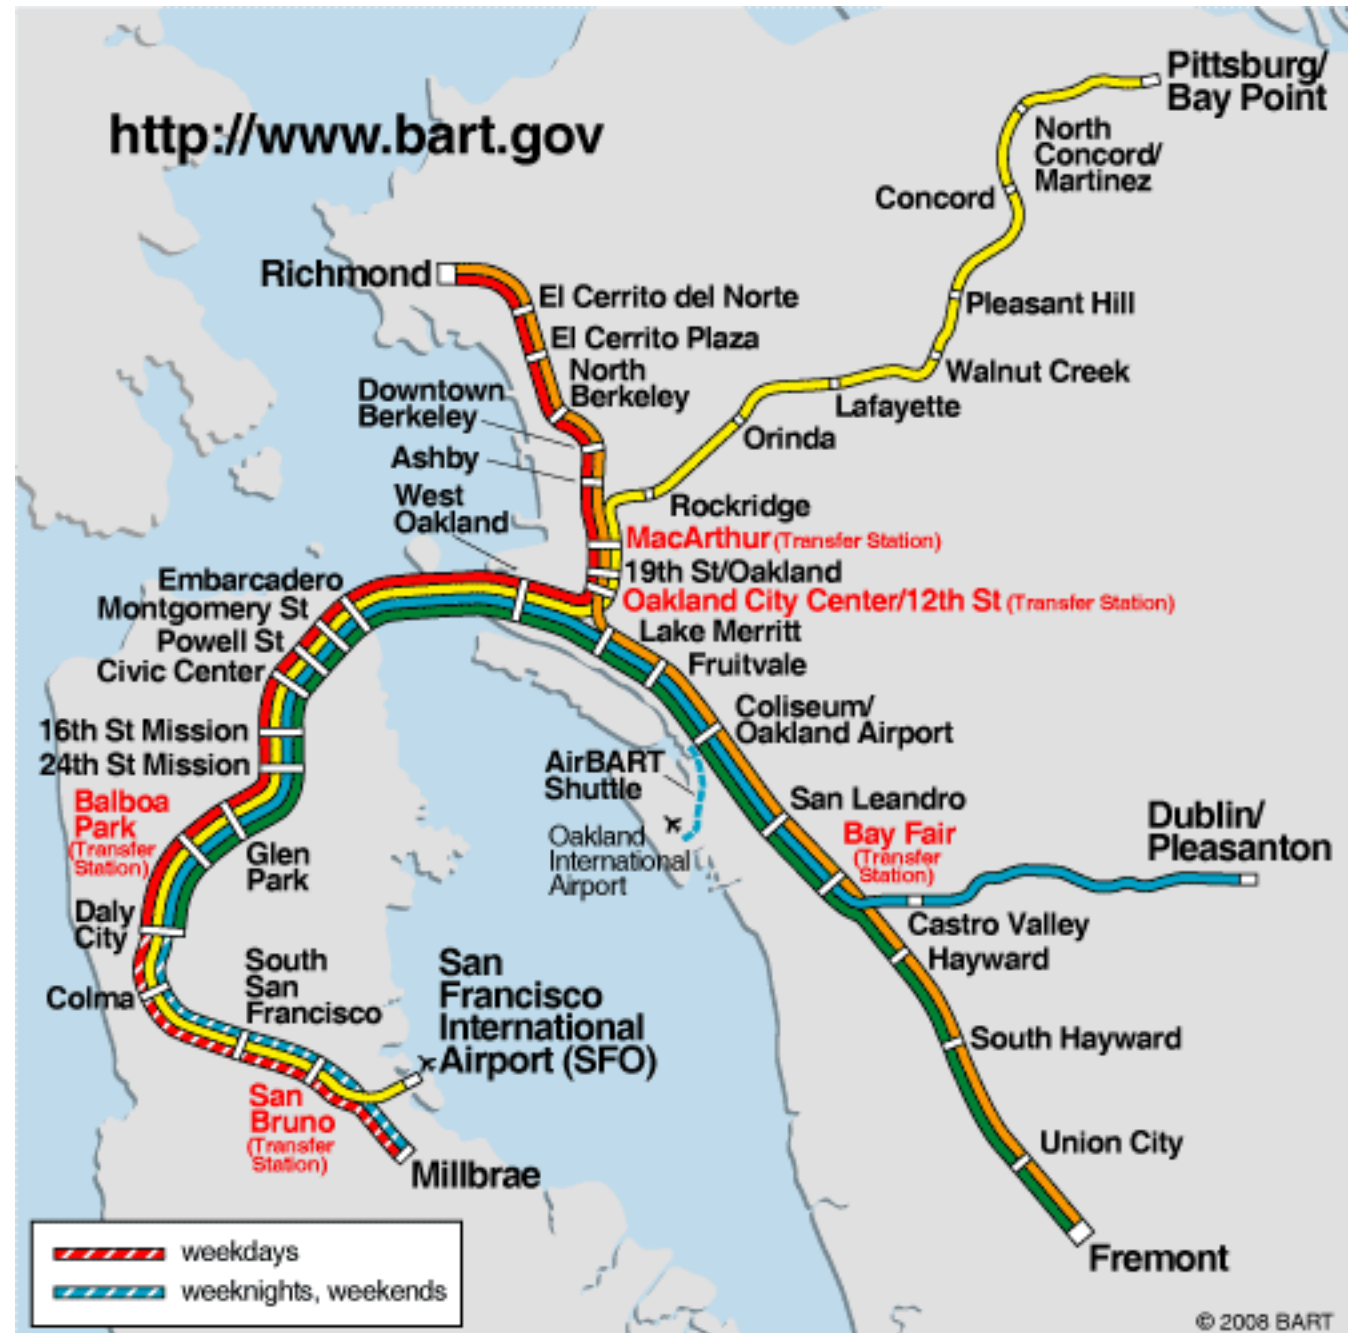 http://www.bart.gov
Pittsburg/
Bay Point
North
Concord/
Martinez
Concord
Pleasant Hill
Walnut Creek
Lafayette
Orinda
Rockridge
Richmond
El Cerrito del Norte
El Cerrito Plaza
North
Berkeley
Downtown
Berkeley
Ashby
West
Oakland
MacArthur (Transfer Station)
19th St/Oakland
Oakland City Center/12th St (Transfer Station)
Lake Merritt
Fruitvale
Coliseum/
Oakland Airport
Embarcadero
Montgomery St
Powell St
Civic Center
16th St Mission
24th St Mission
Balboa
Park
(Transfer
Station)
Glen
Park
Daly
City
Colma
South
San
Francisco
San
Francisco
International
Airport (SFO)
San
Bruno
(Transfer
Station)
Millbrae
AirBART
Shuttle
Oakland
International
Airport
San Leandro
Bay Fair
(Transfer
Station)
Dublin/
Pleasanton
Castro Valley
Hayward
South Hayward
Union City
Fremont
weekdays
weeknights, weekends
© 2008 BART